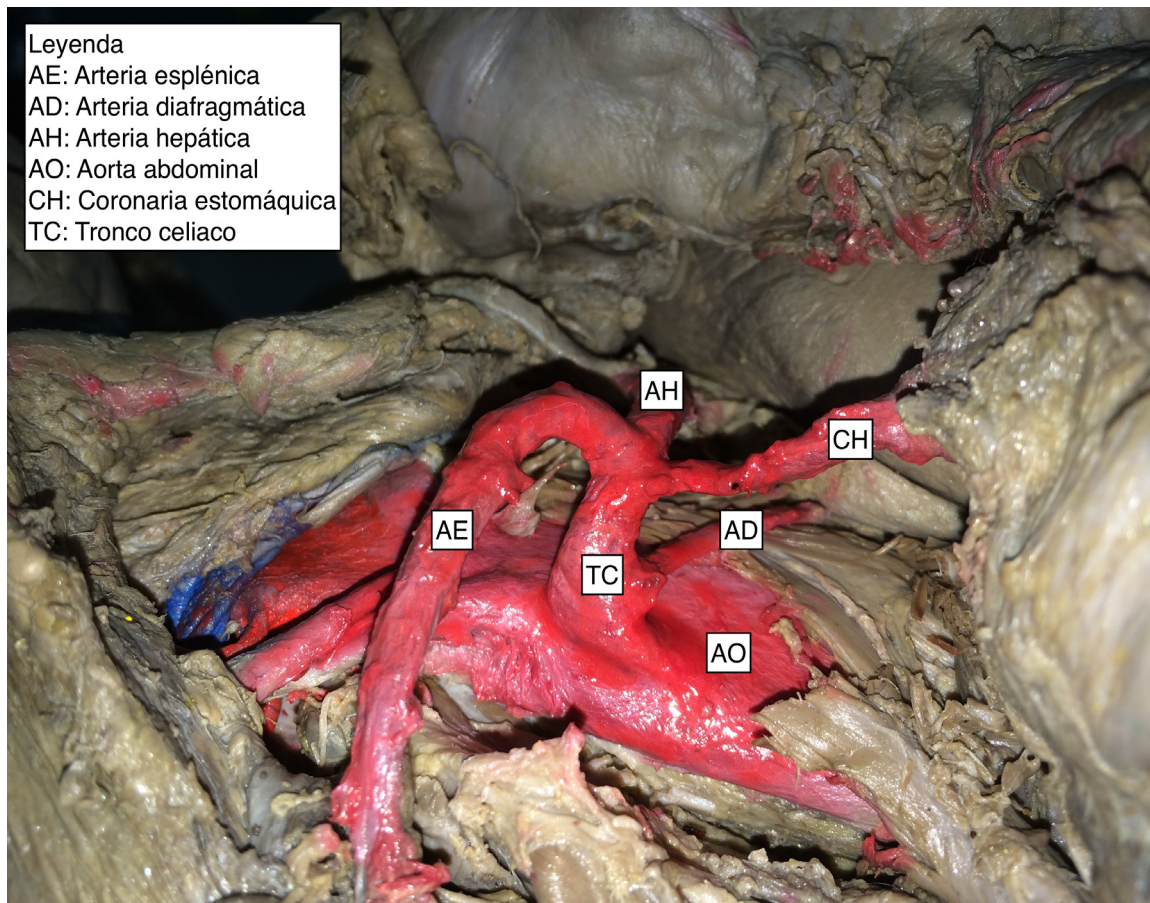 Leyenda
AE: Arteria esplénica
AD: Arteria diafragmática
AH: Arteria hepática
AO: Aorta abdominal
CH: Coronaria estomáquica
TC: Tronco celiaco
AH
CH
AE
AD
TC
AO